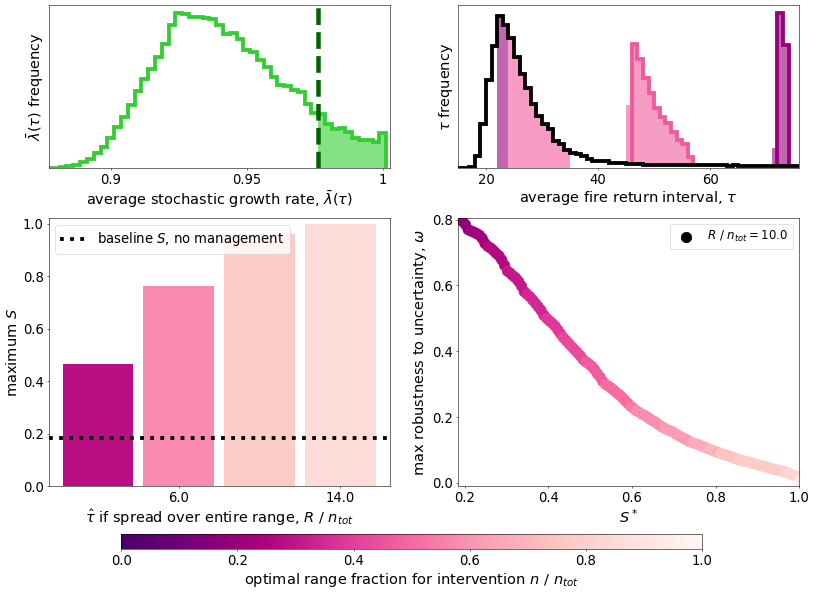 λ̄(τ) frequency
0.9
0.95
1
average stochastic growth rate, λ̄(τ)
τ frequency
20
40
60
average fire return interval, τ
maximum S
1.0
0.8
0.6
0.4
0.2
0.0
baseline S, no management
6.0
14.0
τ̂ if spread over entire range, R / n_tot
max robustness to uncertainty, ω
0.8
0.6
0.4
0.2
0.0
R / n_tot = 10.0
0.2
0.4
0.6
0.8
1.0
S*
0.0
0.2
0.4
0.6
0.8
1.0
optimal range fraction for intervention n / n_tot